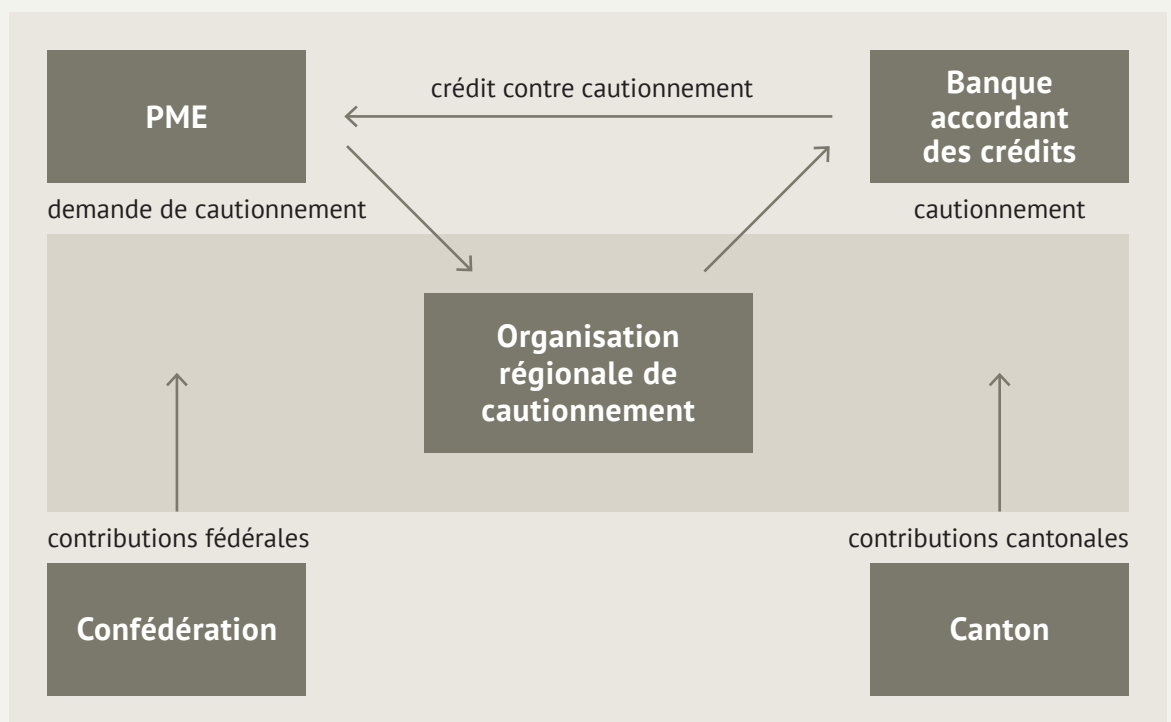 PME
crédit contre cautionnement
Banque
accordant
des crédits
demande de cautionnement
cautionnement
Organisation
régionale de
cautionnement
contributions fédérales
contributions cantonales
Confédération
Canton